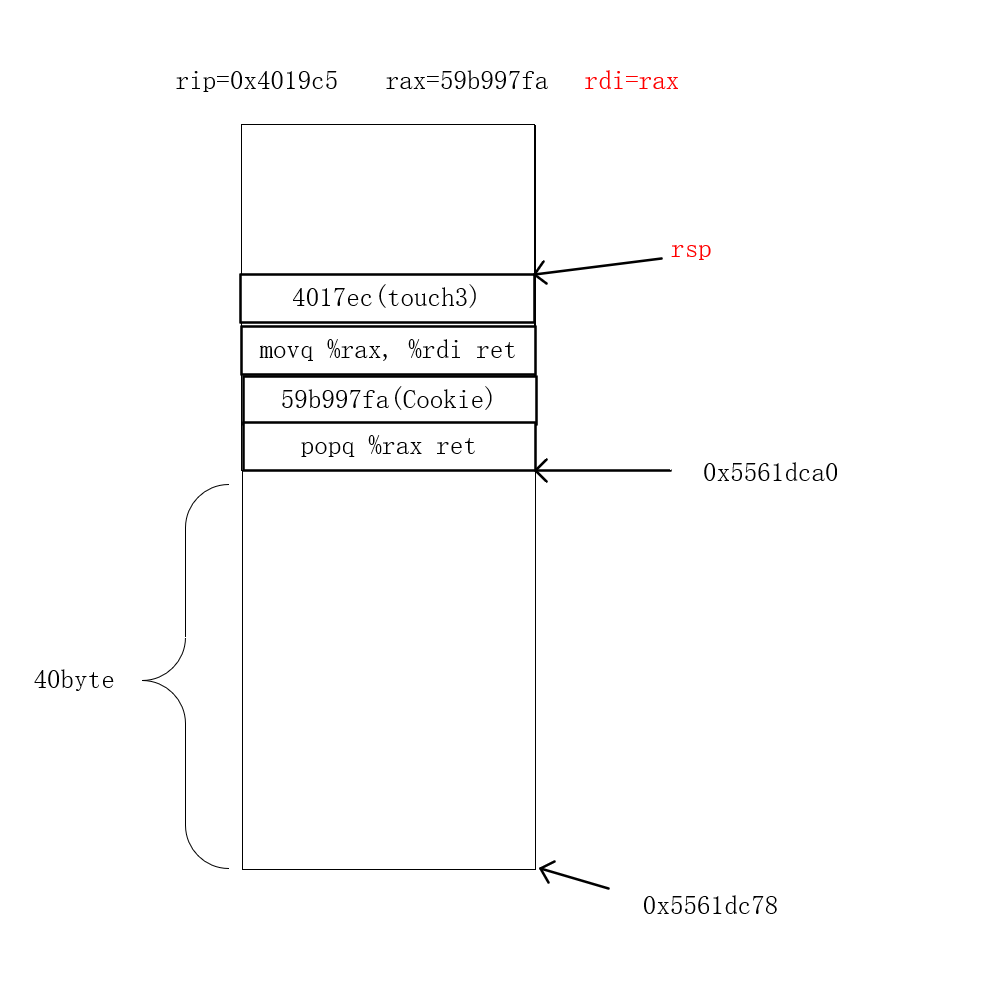 rip=0x4019c5 rax=59b997fa rdi=rax
rsp
4017ec(touch3)
movq %rax, %rdi ret
59b997fa(Cookie)
popq %rax ret
0x5561dca0
40byte
0x5561dc78